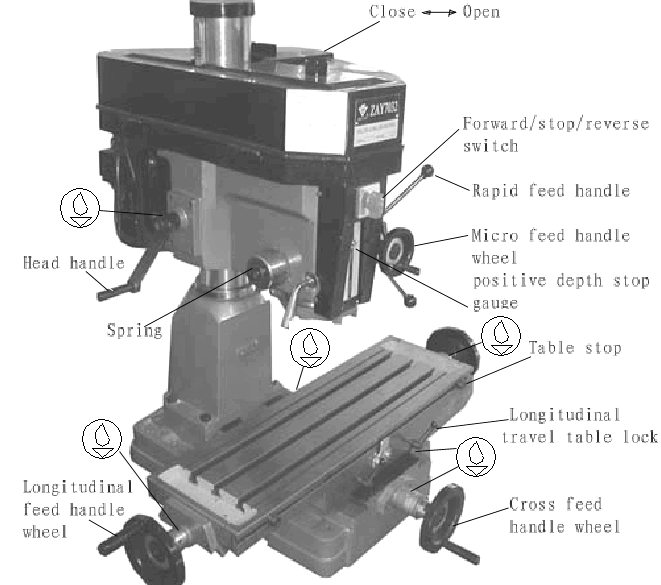 Close ↔ Open
ZAY7032
Forward/stop/reverse
switch
Rapid feed handle
Micro feed handle
wheel
positive depth stop
gauge
Head handle
Spring
Table stop
Longitudinal
travel table lock
Longitudinal
feed handle
wheel
Cross feed
handle wheel